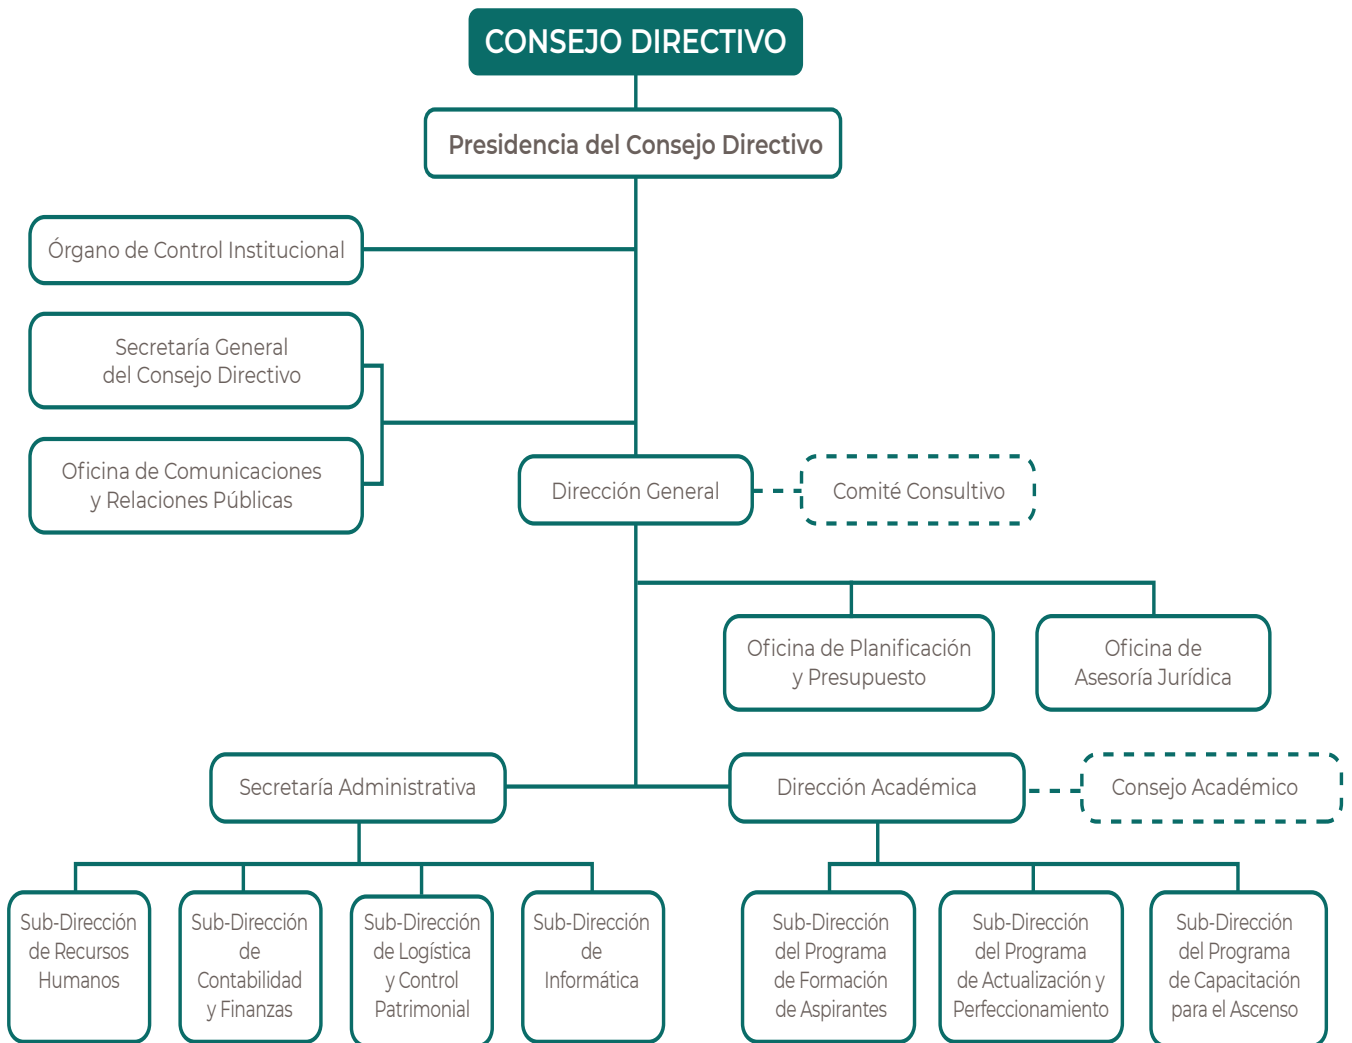 CONSEJO DIRECTIVO
Presidencia del Consejo Directivo
Órgano de Control Institucional
Secretaría General
del Consejo Directivo
Oficina de Comunicaciones
y Relaciones Públicas
Dirección General
Comité Consultivo
Oficina de Planificación
y Presupuesto
Oficina de
Asesoría Jurídica
Secretaría Administrativa
Dirección Académica
Consejo Académico
Sub-Dirección
de Recursos
Humanos
Sub-Dirección
de
Contabilidad
y Finanzas
Sub-Dirección
de Logística
y Control
Patrimonial
Sub-Dirección
de
Informática
Sub-Dirección
del Programa
de Formación
de Aspirantes
Sub-Dirección
del Programa
de Actualización y
Perfeccionamiento
Sub-Dirección
del Programa
de Capacitación
para el Ascenso